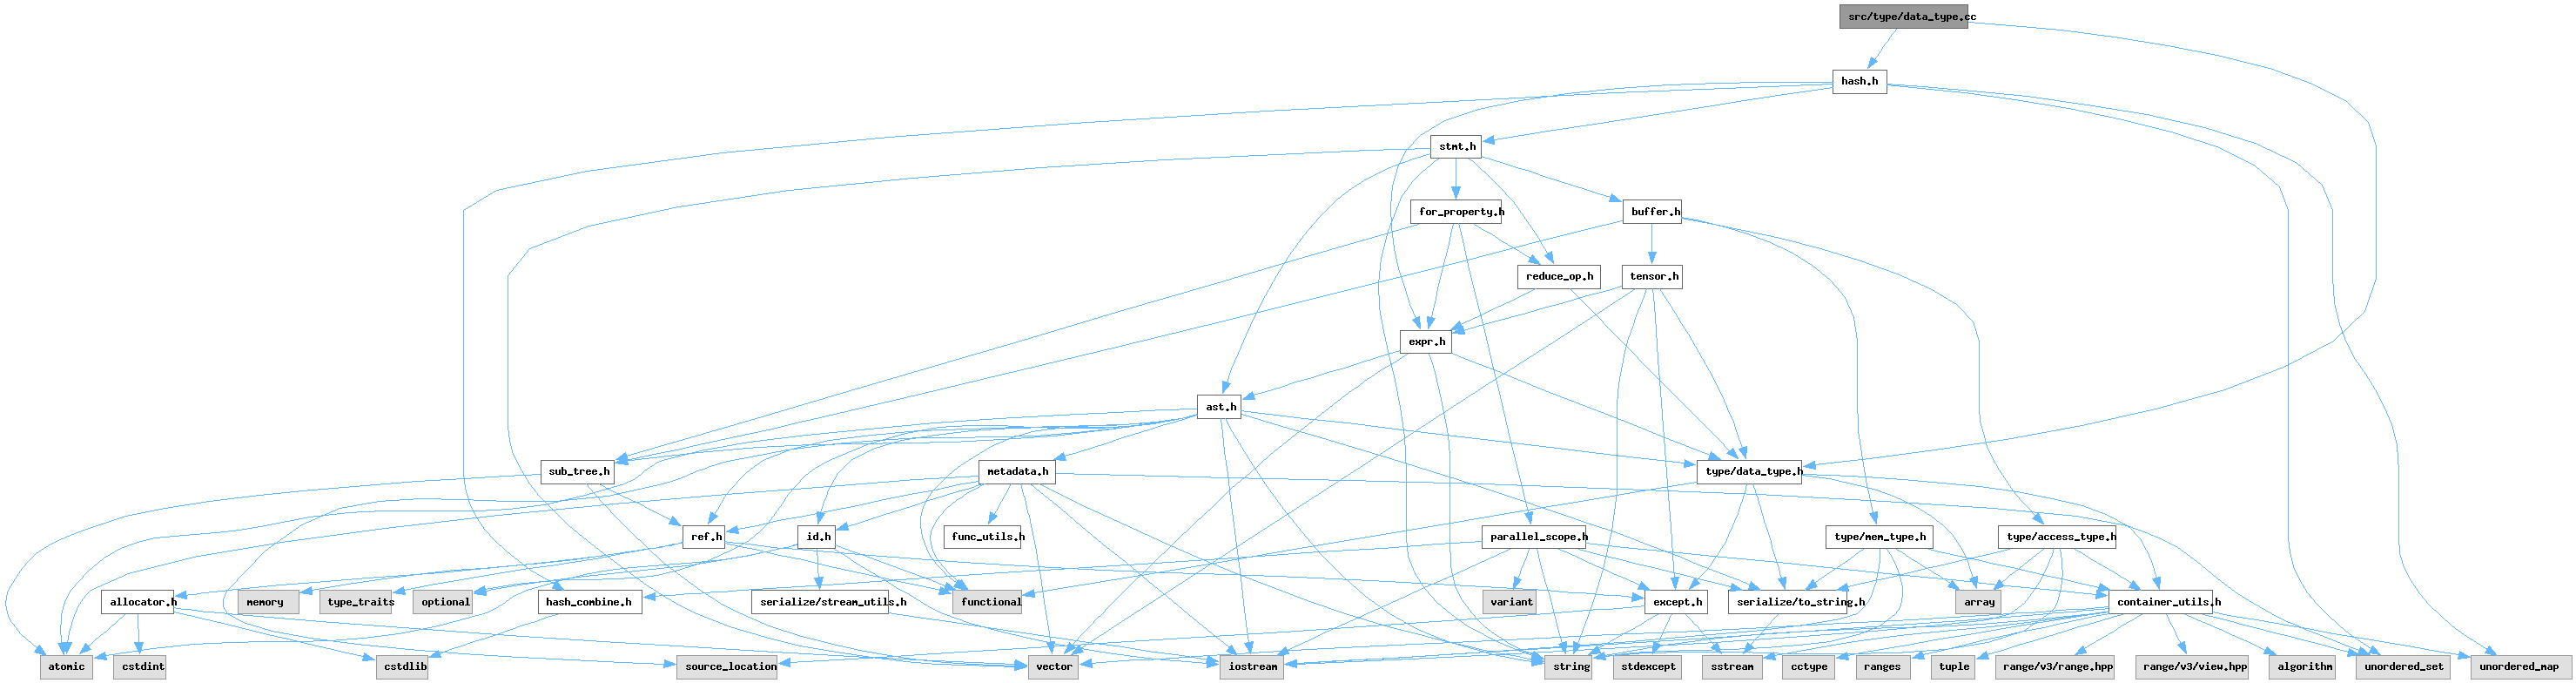 src/type/data_type.cc
hash.h
stmt.h
for_property.h
buffer.h
reduce_op.h
tensor.h
expr.h
ast.h
sub_tree.h
metadata.h
type/data_type.h
ref.h
id.h
func_utils.h
parallel_scope.h
type/mem_type.h
type/access_type.h
allocator.h
memory
type_traits
optional
hash_combine.h
serialize/stream_utils.h
functional
variant
except.h
serialize/to_string.h
array
container_utils.h
atomic
cstdint
cstdlib
source_location
vector
iostream
string
stdexcept
sstream
cctype
ranges
tuple
range/v3/range.hpp
range/v3/view.hpp
algorithm
unordered_set
unordered_map